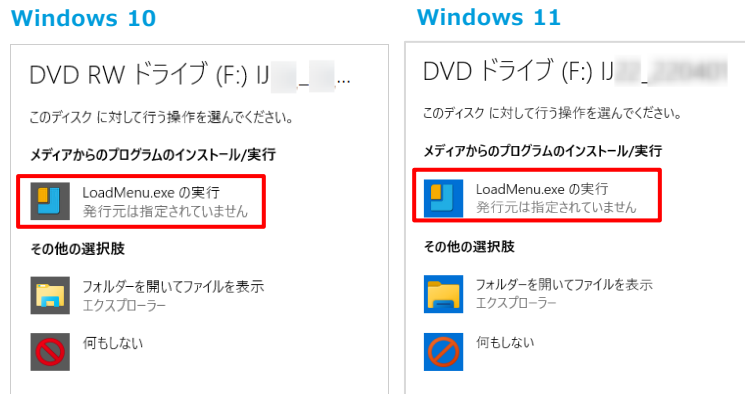 Windows 10
DVD RW ドライブ (F:) IJ _ ...
このディスク に対して行う操作を選んでください。
メディアからのプログラムのインストール/実行
LoadMenu.exe の実行
発行元は指定されていません
その他の選択肢
フォルダーを開いてファイルを表示
エクスプローラー
何もしない
Windows 11
DVD ドライブ (F:) IJ _
このディスク に対して行う操作を選んでください。
メディアからのプログラムのインストール/実行
LoadMenu.exe の実行
発行元は指定されていません
その他の選択肢
フォルダーを開いてファイルを表示
エクスプローラー
何もしない